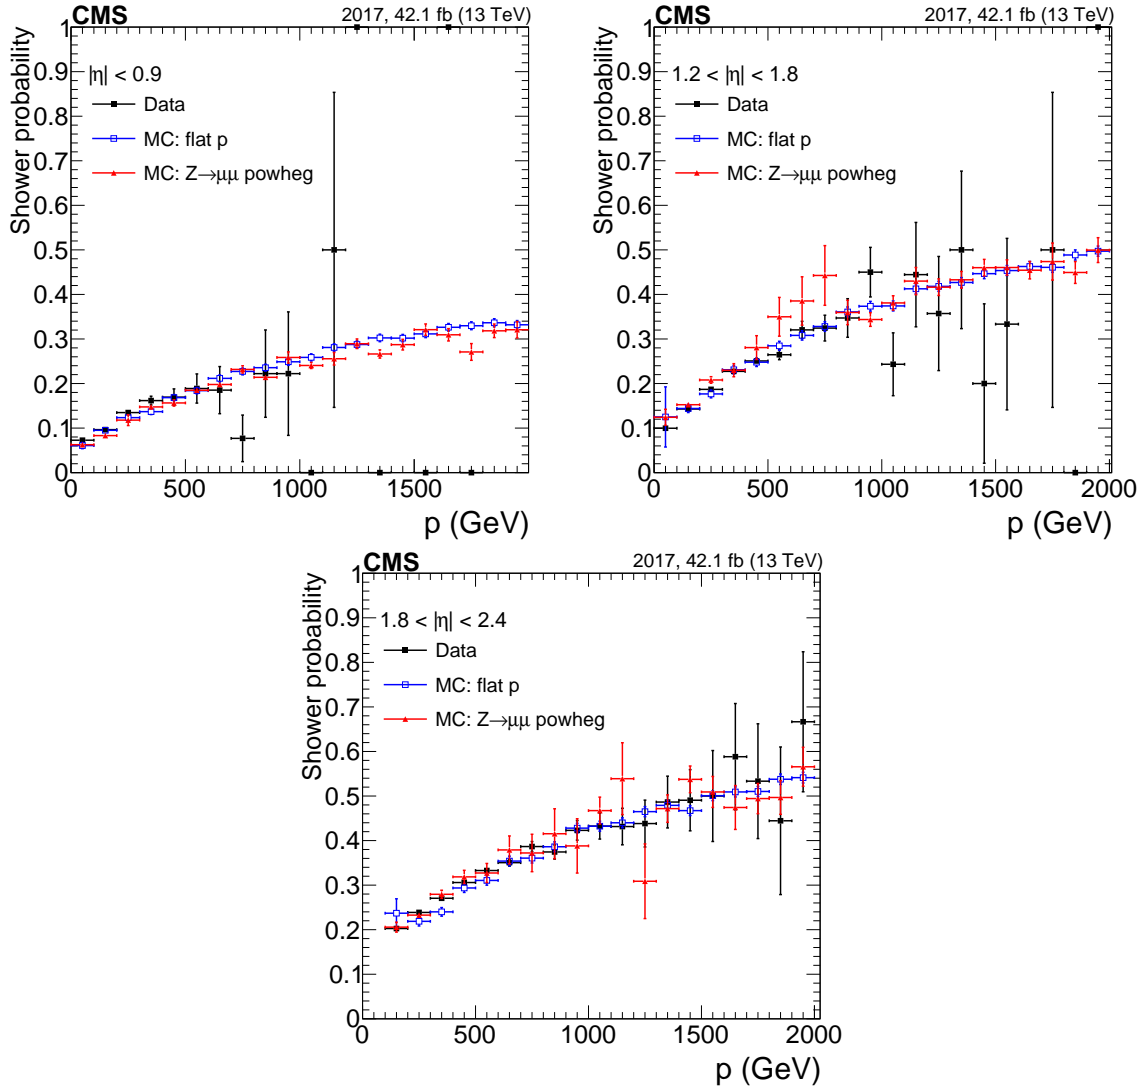 CMS 2017, 42.1 fb (13 TeV)
Shower probability
1
0.9
0.8
0.7
0.6
0.5
0.4
0.3
0.2
0.1
0
|η| < 0.9
Data
MC: flat p
MC: Z→μμ powheg
0 500 1000 1500
p (GeV)
CMS 2017, 42.1 fb (13 TeV)
Shower probability
1
0.9
0.8
0.7
0.6
0.5
0.4
0.3
0.2
0.1
0
1.2 < |η| < 1.8
Data
MC: flat p
MC: Z→μμ powheg
0 500 1000 1500 2000
p (GeV)
CMS 2017, 42.1 fb (13 TeV)
Shower probability
1
0.9
0.8
0.7
0.6
0.5
0.4
0.3
0.2
0.1
0
1.8 < |η| < 2.4
Data
MC: flat p
MC: Z→μμ powheg
0 500 1000 1500 2000
p (GeV)